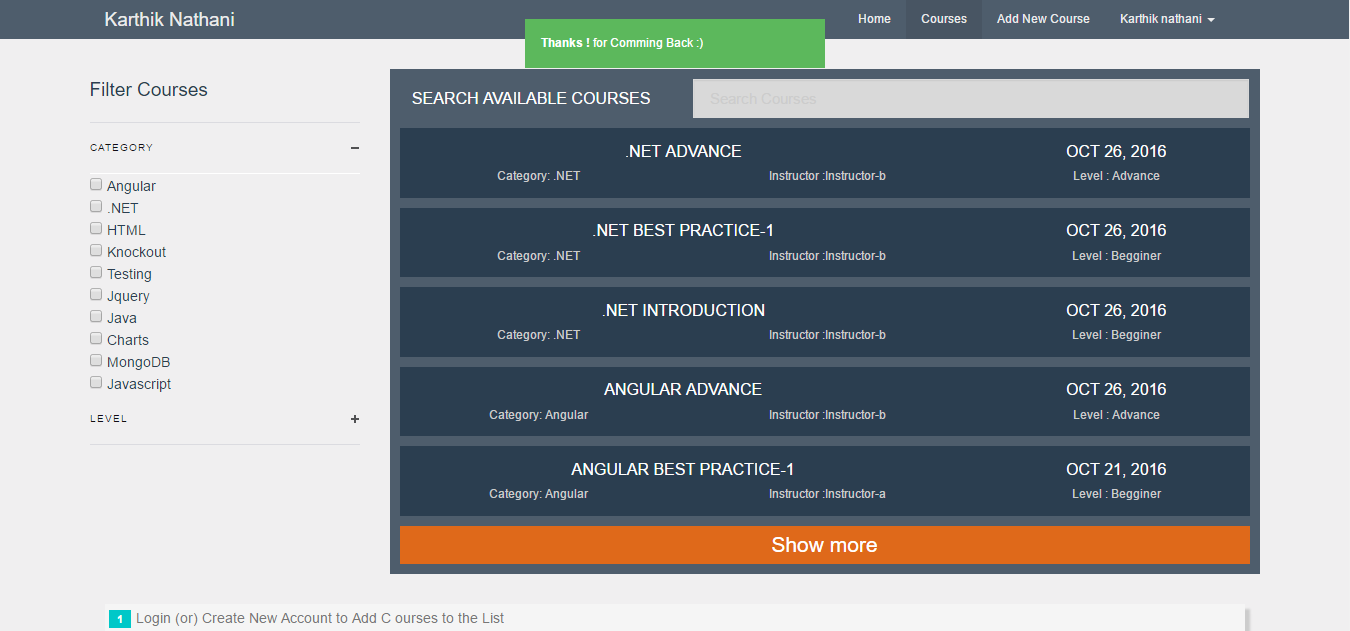 Karthik Nathani
Home Courses Add New Course Karthik nathani
Thanks ! for Comming Back :)
Filter Courses
CATEGORY
Angular
.NET
HTML
Knockout
Testing
Jquery
Java
Charts
MongoDB
Javascript
LEVEL
SEARCH AVAILABLE COURSES Search Courses
.NET ADVANCE OCT 26, 2016
Category: .NET Instructor :Instructor-b Level : Advance
.NET BEST PRACTICE-1 OCT 26, 2016
Category: .NET Instructor :Instructor-b Level : Begginer
.NET INTRODUCTION OCT 26, 2016
Category: .NET Instructor :Instructor-b Level : Begginer
ANGULAR ADVANCE OCT 26, 2016
Category: Angular Instructor :Instructor-b Level : Advance
ANGULAR BEST PRACTICE-1 OCT 21, 2016
Category: Angular Instructor :Instructor-a Level : Begginer
Show more
1 Login (or) Create New Account to Add C ourses to the List